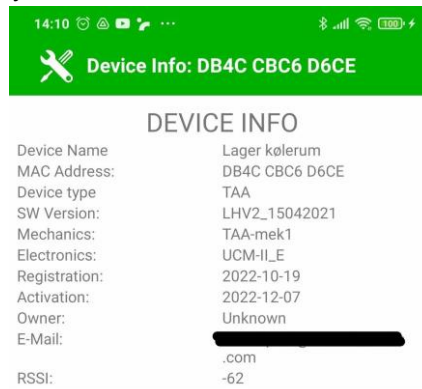 14:10
100
Device Info: DB4C CBC6 D6CE
DEVICE INFO
Device Name Lager kølerum
MAC Address: DB4C CBC6 D6CE
Device type TAA
SW Version: LHV2_15042021
Mechanics: TAA-mek1
Electronics: UCM-II_E
Registration: 2022-10-19
Activation: 2022-12-07
Owner: Unknown
E-Mail:
.com
RSSI: -62